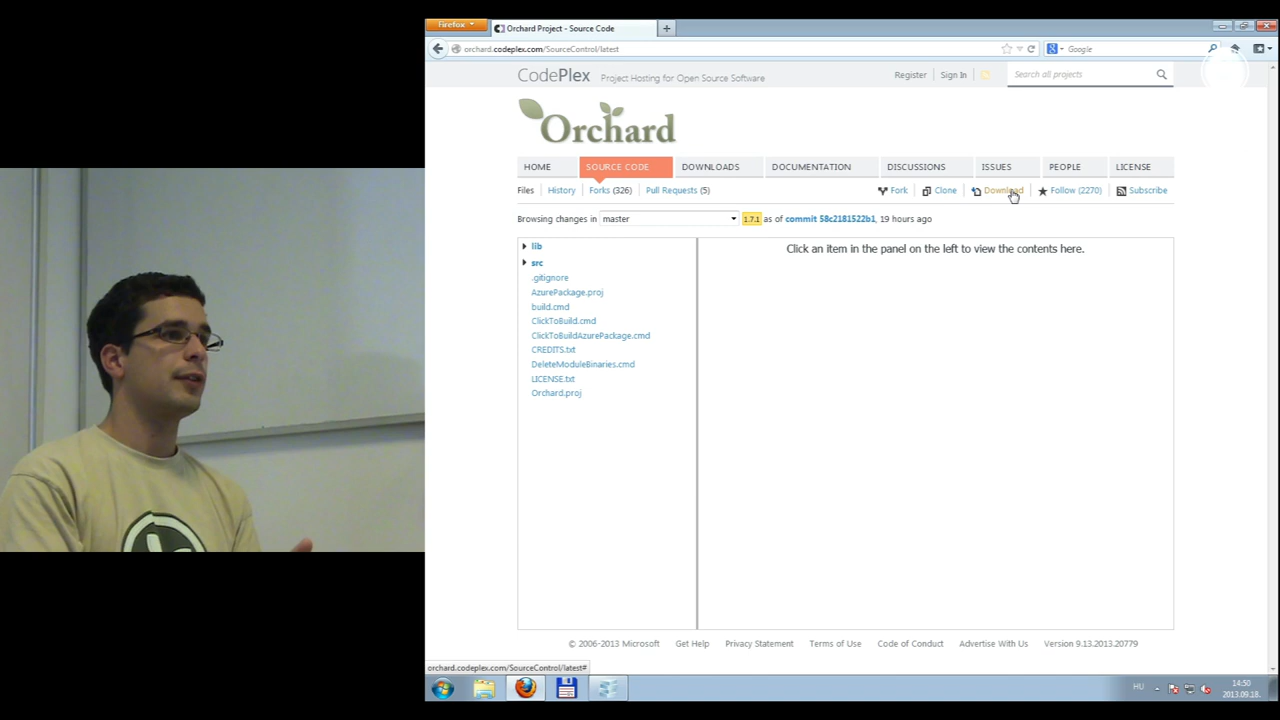 Firefox
Orchard Project - Source Code
orchard.codeplex.com/SourceControl/latest
Google
CodePlex Project Hosting for Open Source Software
Register Sign In
Search all projects
Orchard
HOME SOURCE CODE DOWNLOADS DOCUMENTATION DISCUSSIONS ISSUES PEOPLE LICENSE
Files History Forks (326) Pull Requests (5) Fork Clone Download Follow (2270) Subscribe
Browsing changes in master 1.7.1 as of commit 58c2181522b1, 19 hours ago
lib
Click an item in the panel on the left to view the contents here.
src
.gitignore
AzurePackage.proj
build.cmd
ClickToBuild.cmd
ClickToBuildAzurePackage.cmd
CREDITS.txt
DeleteModuleBinaries.cmd
LICENSE.txt
Orchard.proj
© 2006-2013 Microsoft Get Help Privacy Statement Terms of Use Code of Conduct Advertise With Us Version 9.13.2013.20779
orchard.codeplex.com/SourceControl/latest#
HU
14:50
2013.09.18.